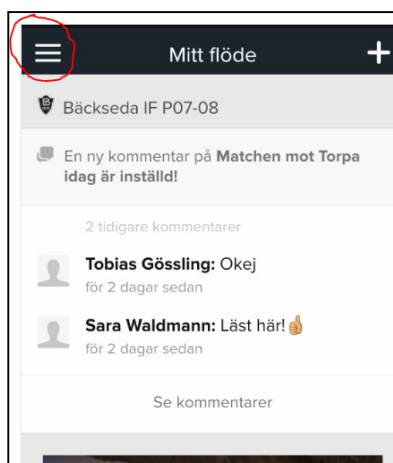 Mitt flöde
Bäckseda IF P07-08
En ny kommentar på Matchen mot Torpa
idag är inställd!
2 tidigare kommentarer
Tobias Gössling: Okej
för 2 dagar sedan
Sara Waldmann: Läst här!👍
för 2 dagar sedan
Se kommentarer